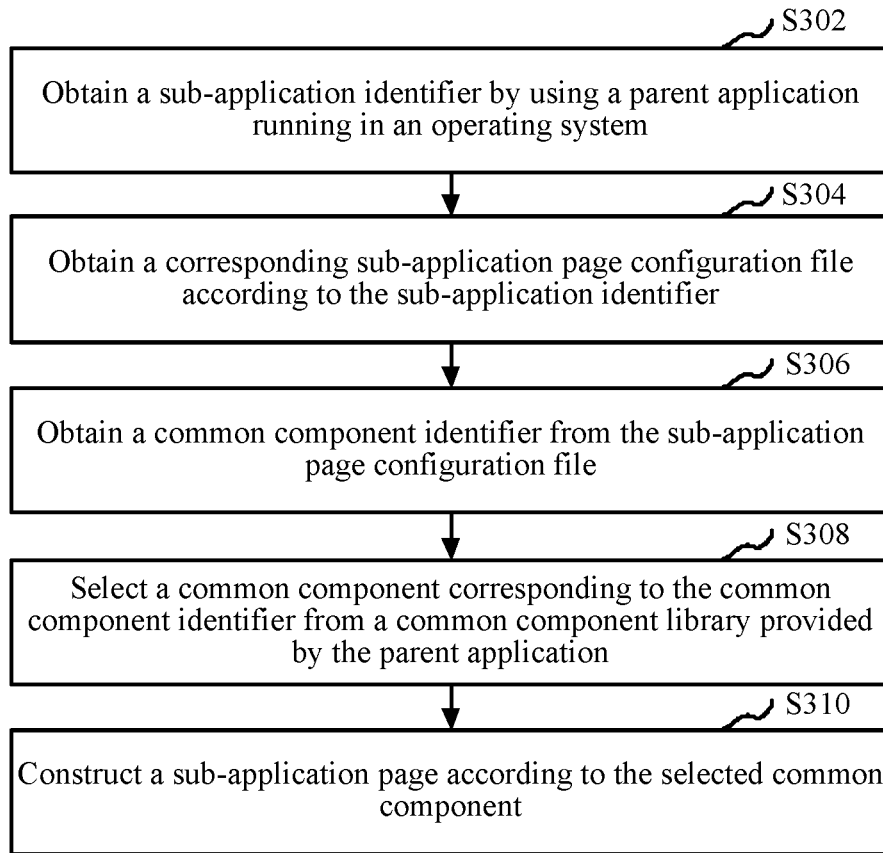 S302
Obtain a sub-application identifier by using a parent application
running in an operating system
S304
Obtain a corresponding sub-application page configuration file
according to the sub-application identifier
S306
Obtain a common component identifier from the sub-application
page configuration file
S308
Select a common component corresponding to the common
component identifier from a common component library provided
by the parent application
S310
Construct a sub-application page according to the selected common
component